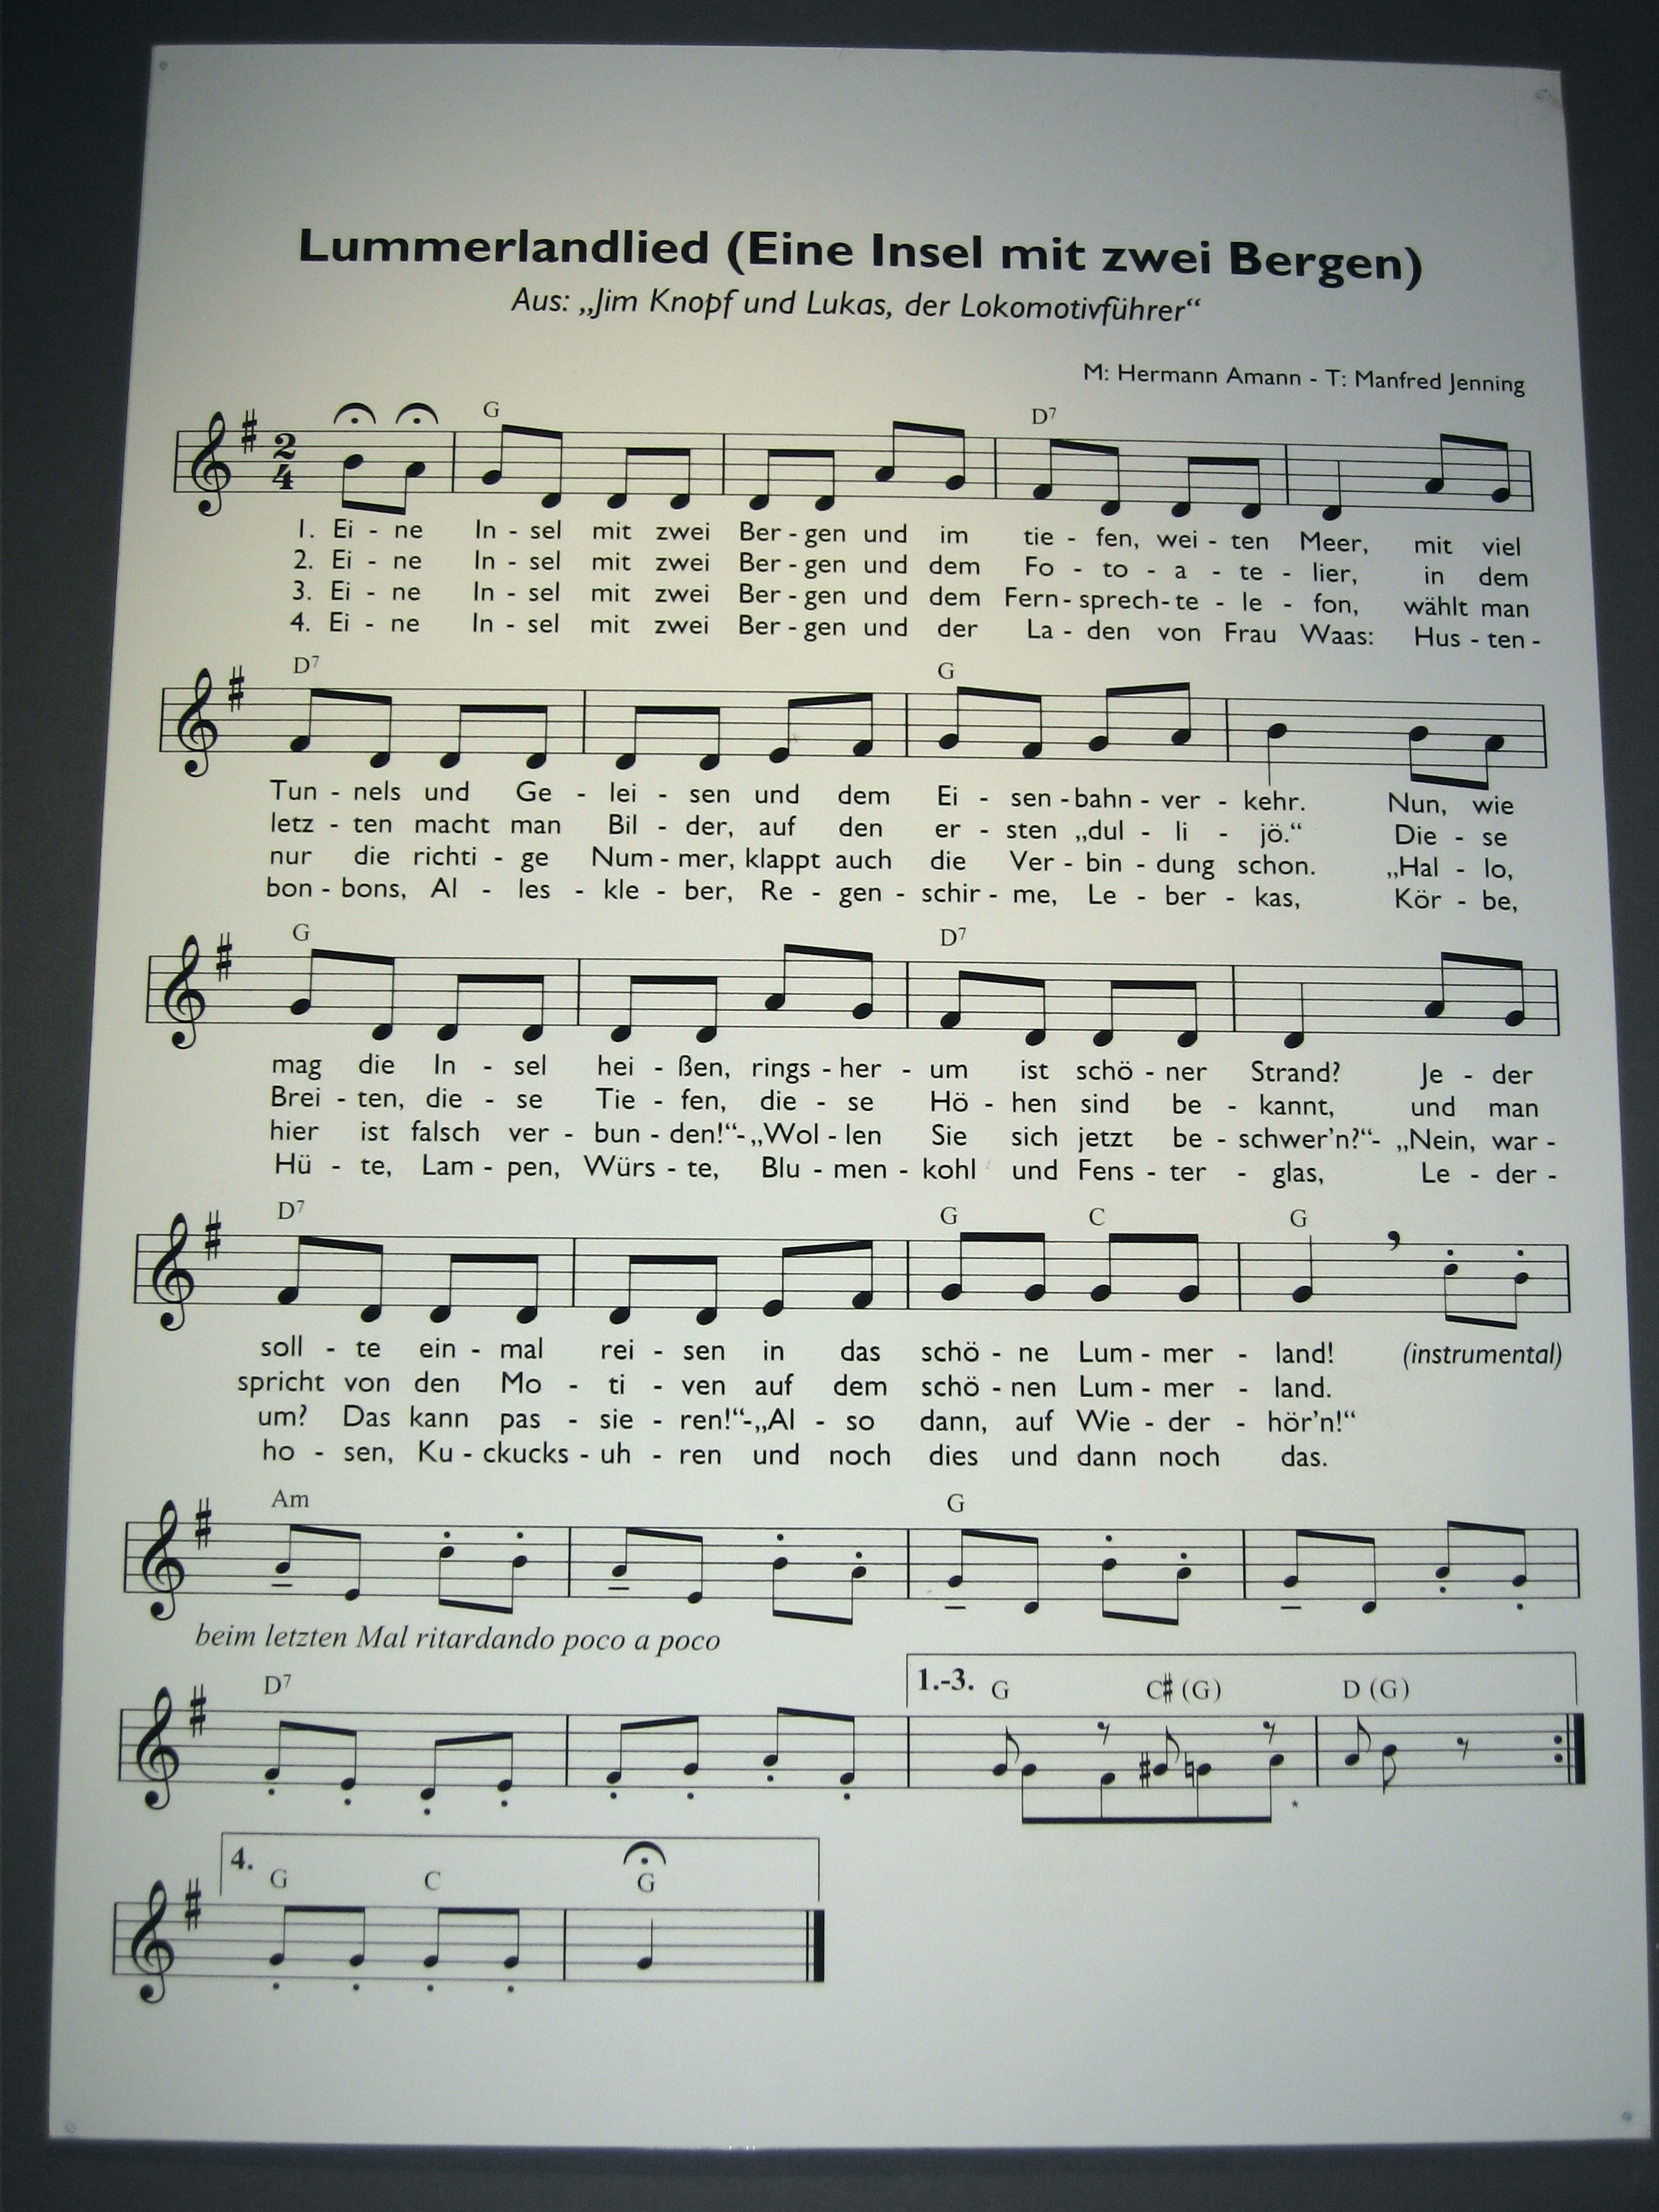 Lummerlandlied (Eine Insel mit zwei Bergen)
Aus: „Jim Knopf und Lukas, der Lokomotivführer“
M: Hermann Amann - T: Manfred Jenning
G D7
2
4
1. Ei - ne In - sel mit zwei Ber - gen und im tie - fen, wei - ten Meer, mit viel
2. Ei - ne In - sel mit zwei Ber - gen und dem Fo - to - a - te - lier, in dem
3. Ei - ne In - sel mit zwei Ber - gen und dem Fern - sprech - te - le - fon, wählt man
4. Ei - ne In - sel mit zwei Ber - gen und der La - den von Frau Waas: Hus - ten -
D7 G
Tun - nels und Ge - lei - sen und dem Ei - sen - bahn - ver - kehr. Nun, wie
letz - ten macht man Bil - der, auf den er - sten „dul - li - jö.“ Die - se
nur die richti - ge Num - mer, klappt auch die Ver - bin - dung schon. „Hal - lo,
bon - bons, Al - les - kle - ber, Re - gen - schir - me, Le - ber - kas, Kör - be,
G D7
mag die In - sel hei - ßen, rings - her - um ist schö - ner Strand? Je - der
Brei - ten, die - se Tie - fen, die - se Hö - hen sind be - kannt, und man
hier ist falsch ver - bun - den!“-„Wol - len Sie sich jetzt be - schwer’n?“- „Nein, war -
Hü - te, Lam - pen, Würs - te, Blu - men - kohl und Fens - ter - glas, Le - der -
D7 G C G
soll - te ein - mal rei - sen in das schö - ne Lum - mer - land! (instrumental)
spricht von den Mo - ti - ven auf dem schö - nen Lum - mer - land.
um? Das kann pas - sie - ren!“-„Al - so dann, auf Wie - der - hör’n!“
ho - sen, Ku - ckucks - uh - ren und noch dies und dann noch das.
Am G
beim letzten Mal ritardando poco a poco
D7 1.-3. G C# (G) D (G)
*
4. G C G